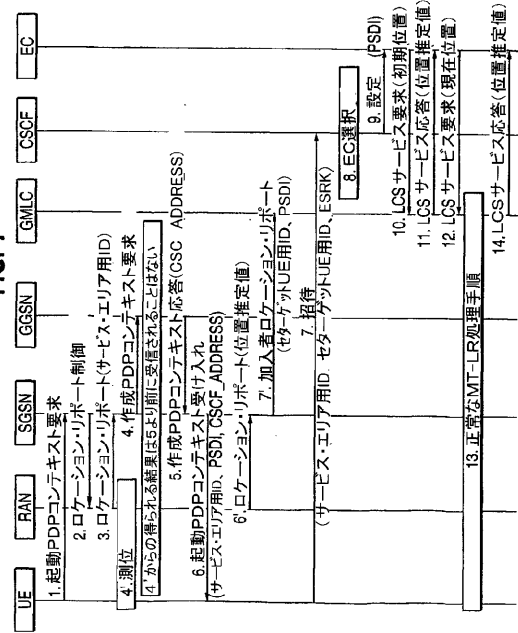 FIG. 7
UE
RAN
SGSN
GGSN
GMLC
CSCF
EC
1. 起動PDPコンテキスト要求
2. ロケーション・リポート制御
3. ロケーション・リポート(サービス・エリア用ID)
4. 作成PDPコンテキスト要求
4'. 測位
4'からの得られる結果は5より前に受信されることはない
5. 作成PDPコンテキスト応答(CSC ADDRESS)
6. 起動PDPコンテキスト受け入れ
(サービス・エリア用ID、PSDI, CSCF_ADDRESS)
6'. ロケーション・リポート(位置推定値)
7'. 加入者ロケーション・リポート
(セターゲットUE用ID、PSDI)
7. 招待
(サービス・エリア用ID、セターゲットUE用ID、ESRK)
8. EC選択
9. 設定 (PSDI)
10. LCSサービス要求(初期位置)
11. LCSサービス応答(位置推定値)
12. LCSサービス要求(現在位置)
13. 正常なMT-LR処理手順
14. LCSサービス応答(位置推定値)